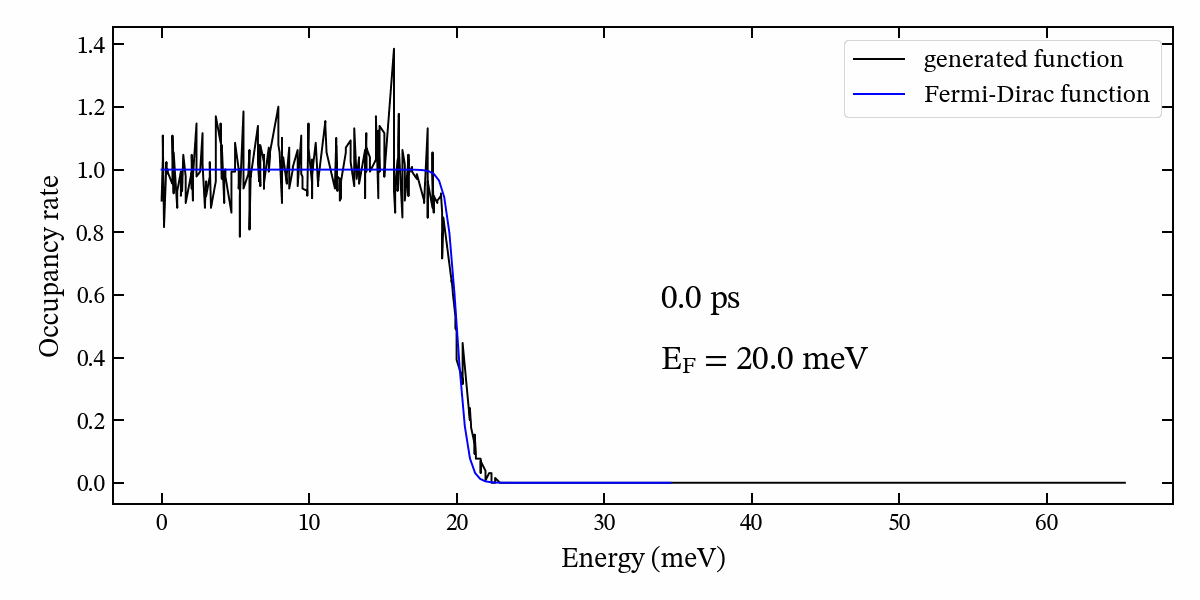 generated function
Fermi-Dirac function
1.4
1.2
1.0
0.8
0.6
0.4
0.2
0.0
Occupancy rate
0.0 ps
E_F = 20.0 meV
0 10 20 30 40 50 60
Energy (meV)